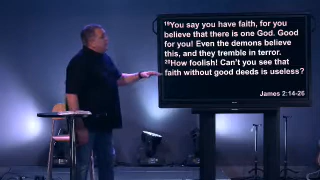 ¹⁹You say you have faith, for you
believe that there is one God. Good
for you! Even the demons believe
this, and they tremble in terror.
²⁰How foolish! Can't you see that
faith without good deeds is useless?
James 2:14-26